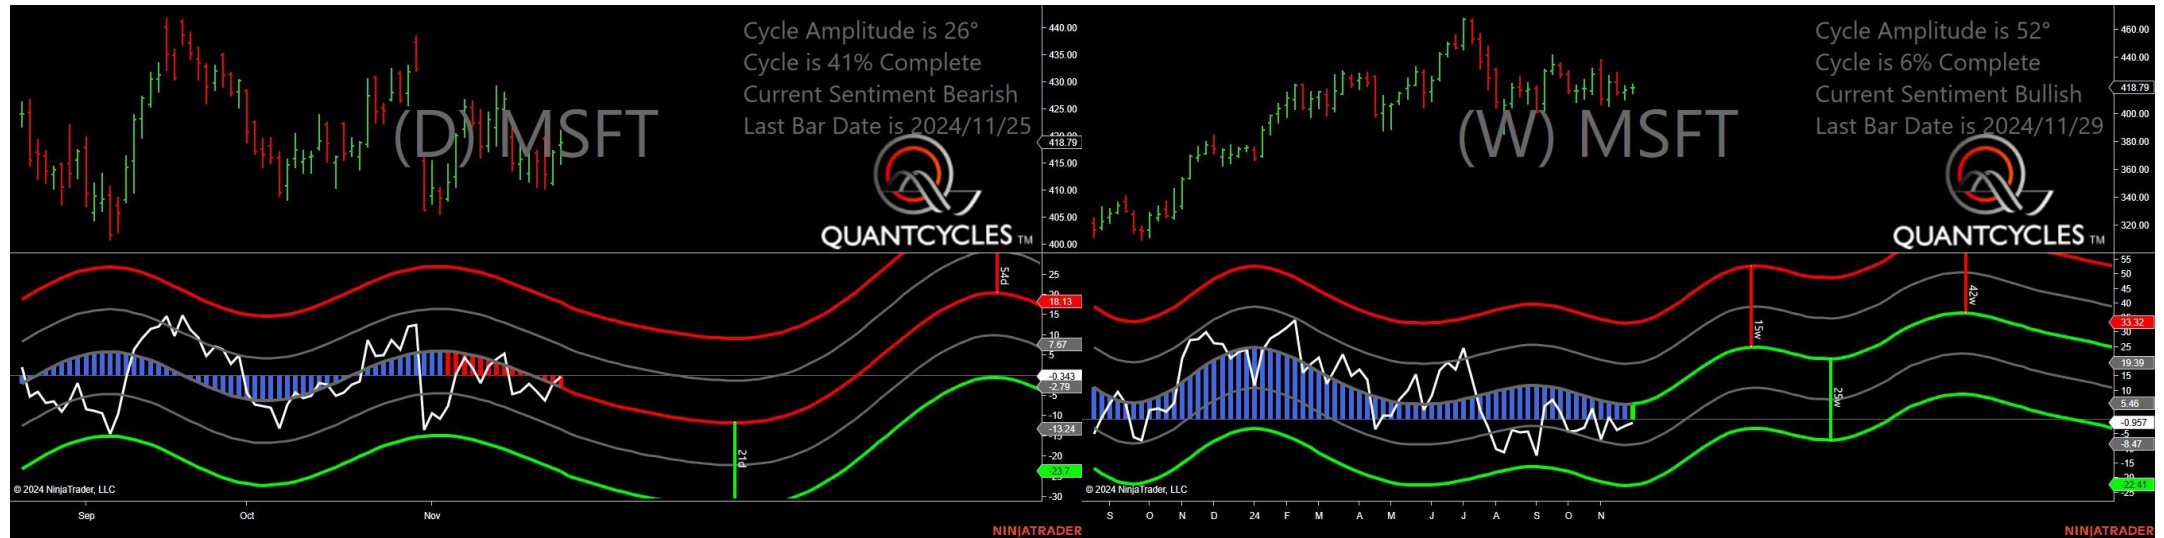 Cycle Amplitude is 26°
Cycle is 41% Complete
Current Sentiment Bearish
Last Bar Date is 2024/11/25
(D) MSFT
QUANTCYCLES TM
440.00
435.00
430.00
425.00
420.00
418.79
415.00
410.00
405.00
400.00
54d
21d
25
20
18.13
15
10
7.67
5
-0.343
-2.79
-5
-10
-13.24
-15
-20
-23.7
-30
© 2024 NinjaTrader, LLC
Sep
Oct
Nov
NINJATRADER
Cycle Amplitude is 52°
Cycle is 6% Complete
Current Sentiment Bullish
Last Bar Date is 2024/11/29
(W) MSFT
QUANTCYCLES TM
460.00
440.00
418.79
400.00
380.00
360.00
340.00
320.00
15w
25w
42w
55
50
45
40
33.32
30
25
19.39
15
10
5.46
-0.957
-5
-8.47
-15
-22.41
-25
© 2024 NinjaTrader, LLC
S O N D 24 F M A M J J A S O N
NINJATRADER